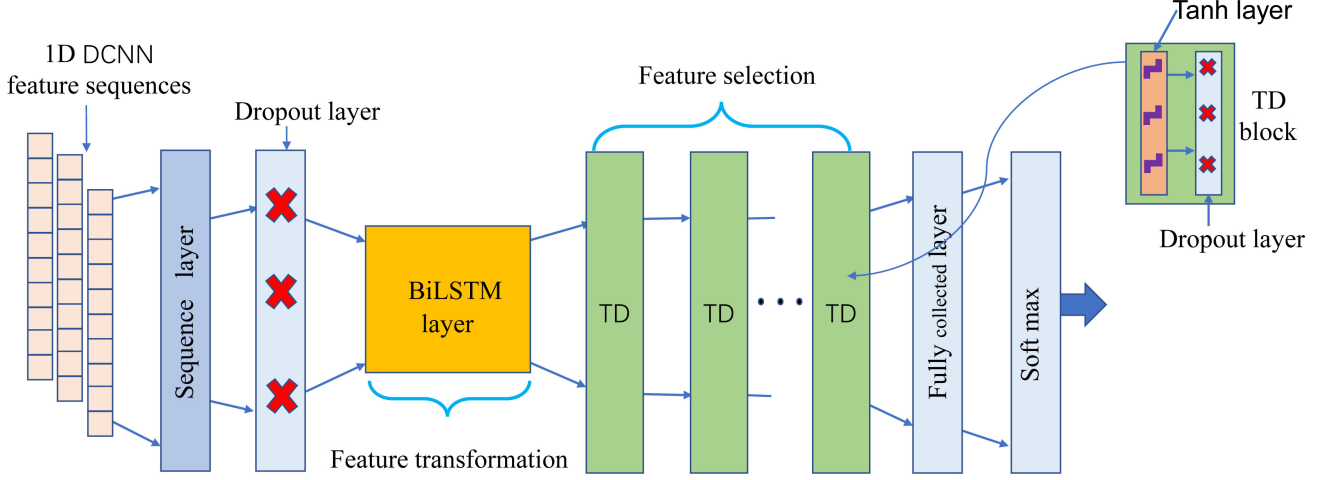 1D DCNN
feature sequences
Sequence layer
Dropout layer
BiLSTM
layer
Feature transformation
Feature selection
TD
TD
TD
Fully collected layer
Soft max
Tanh layer
TD
block
Dropout layer